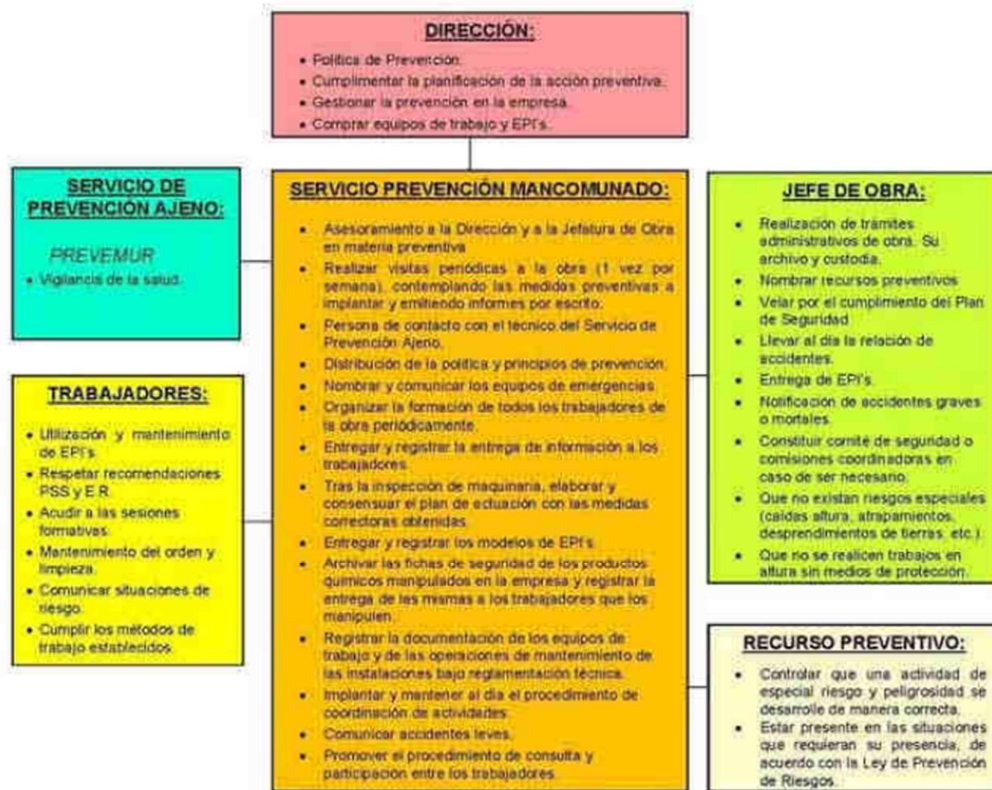 DIRECCIÓN:
• Política de Prevención.
• Cumplimentar la planificación de la acción preventiva.
• Gestionar la prevención en la empresa.
• Comprar equipos de trabajo y EPI's.
SERVICIO DE
PREVENCIÓN AJENO:
PREVEMUR
• Vigilancia de la salud.
TRABAJADORES:
• Utilización y mantenimiento
de EPI's.
• Respetar recomendaciones
PSS y E.R.
• Acudir a las sesiones
formativas.
• Mantenimiento del orden y
limpieza.
• Comunicar situaciones de
riesgo.
• Cumplir los métodos de
trabajo establecidos.
SERVICIO PREVENCIÓN MANCOMUNADO:
• Asesoramiento a la Dirección y a la Jefatura de Obra
en materia preventiva
• Realizar visitas periódicas a la obra (1 vez por
semana), contemplando las medidas preventivas a
implantar y emitiendo informes por escrito.
• Persona de contacto con el técnico del Servicio de
Prevención Ajeno.
• Distribución de la política y principios de prevención.
• Nombrar y comunicar los equipos de emergencias.
• Organizar la formación de todos los trabajadores de
la obra periódicamente.
• Entregar y registrar la entrega de información a los
trabajadores.
• Tras la inspección de maquinaria, elaborar y
consensuar el plan de actuación con las medidas
correctoras obtenidas.
• Entregar y registrar los modelos de EPI's.
• Archivar las fichas de seguridad de los productos
químicos manipulados en la empresa y registrar la
entrega de las mismas a los trabajadores que los
manipulen.
• Registrar la documentación de los equipos de
trabajo y de las operaciones de mantenimiento de
las instalaciones bajo reglamentación técnica.
• Implantar y mantener al día el procedimiento de
coordinación de actividades.
• Comunicar accidentes leves.
• Promover el procedimiento de consulta y
participación entre los trabajadores.
JEFE DE OBRA:
• Realización de trámites
administrativos de obra. Su
archivo y custodia.
• Nombrar recursos preventivos
• Velar por el cumplimiento del Plan
de Seguridad
• Llevar al día la relación de
accidentes.
• Entrega de EPI's.
• Notificación de accidentes graves
o mortales.
• Constituir comité de seguridad o
comisiones coordinadoras en
caso de ser necesario.
• Que no existan riesgos especiales
(caídas altura, atrapamientos,
desprendimientos de tierras, etc.).
• Que no se realicen trabajos en
altura sin medios de protección.
RECURSO PREVENTIVO:
• Controlar que una actividad de
especial riesgo y peligrosidad se
desarrolle de manera correcta.
• Estar presente en las situaciones
que requieran su presencia, de
acuerdo con la Ley de Prevención
de Riesgos.